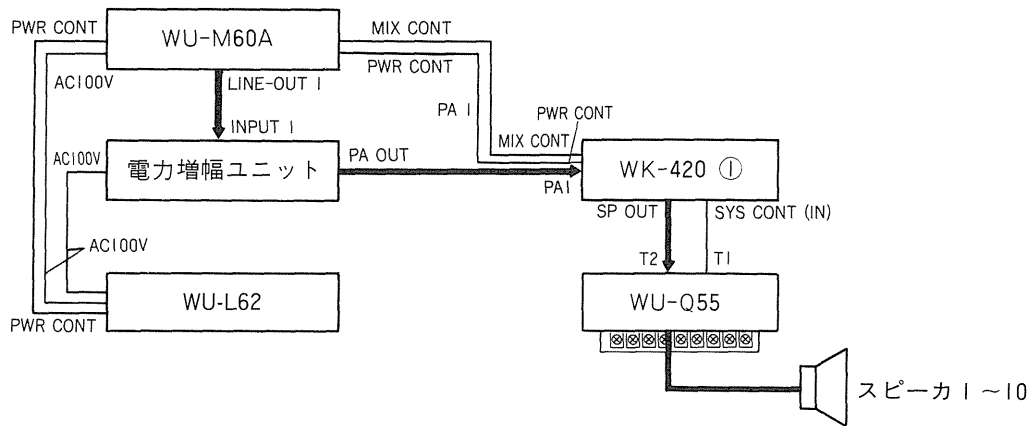 PWR CONT
WU-M60A
MIX CONT
PWR CONT
AC100V
LINE-OUT 1
PA 1
PWR CONT
INPUT 1
MIX CONT
AC100V
電力増幅ユニット
PA OUT
PA1
WK-420 ①
SP OUT
SYS CONT (IN)
AC100V
T2
T1
WU-L62
WU-Q55
PWR CONT
スピーカ 1 ~10